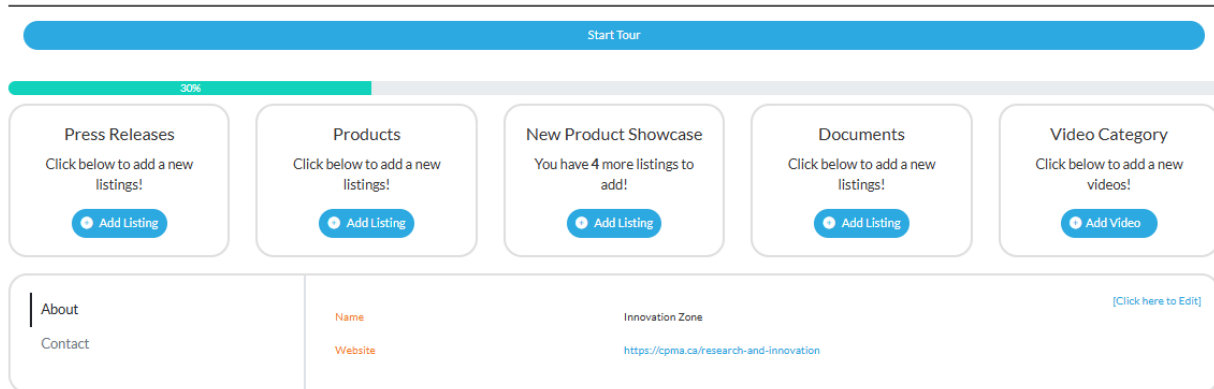 Start Tour
30%
Press Releases
Click below to add a new
listings!
Add Listing
Products
Click below to add a new
listings!
Add Listing
New Product Showcase
You have 4 more listings to
add!
Add Listing
Documents
Click below to add a new
listings!
Add Listing
Video Category
Click below to add a new
videos!
Add Video
About
Contact
[Click here to Edit]
Name Innovation Zone
Website https://cpma.ca/research-and-innovation